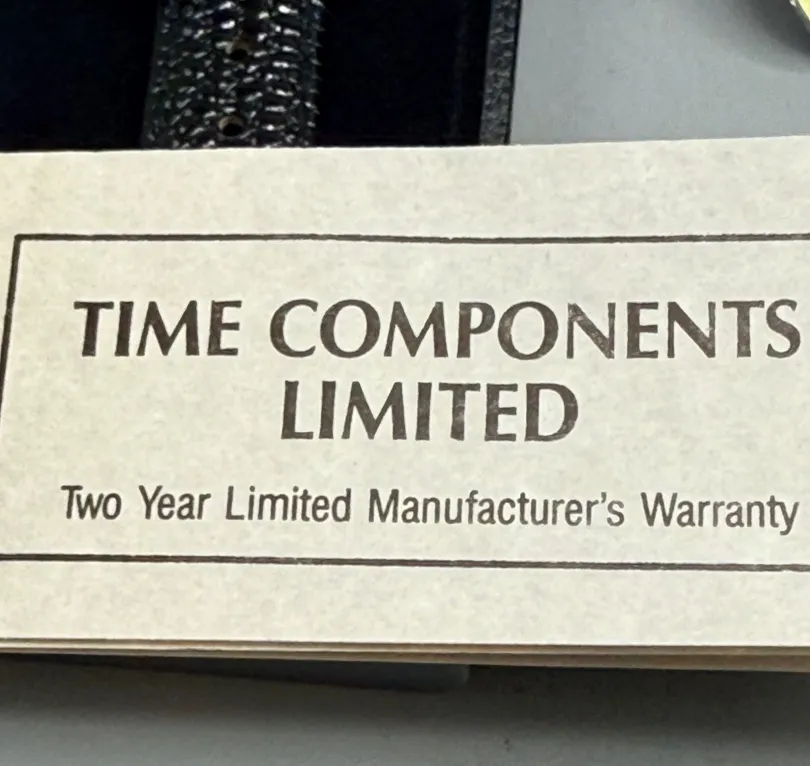 TIME COMPONENTS
LIMITED
Two Year Limited Manufacturer's Warranty